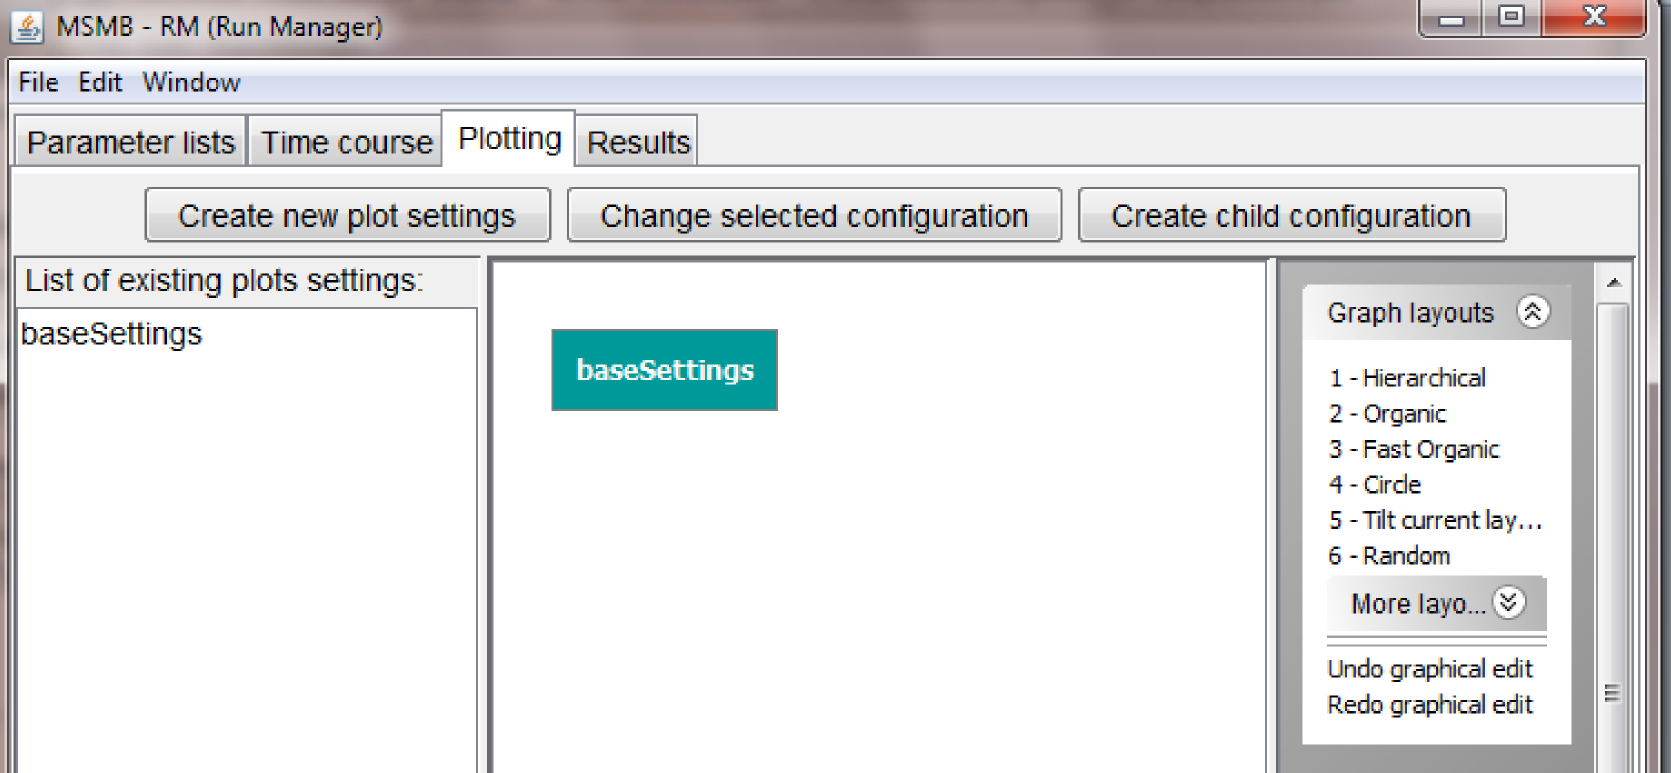 MSMB - RM (Run Manager)
File Edit Window
Parameter lists Time course Plotting Results
Create new plot settings Change selected configuration Create child configuration
List of existing plots settings:
baseSettings
baseSettings
Graph layouts
1 - Hierarchical
2 - Organic
3 - Fast Organic
4 - Circle
5 - Tilt current lay...
6 - Random
More layo...
Undo graphical edit
Redo graphical edit